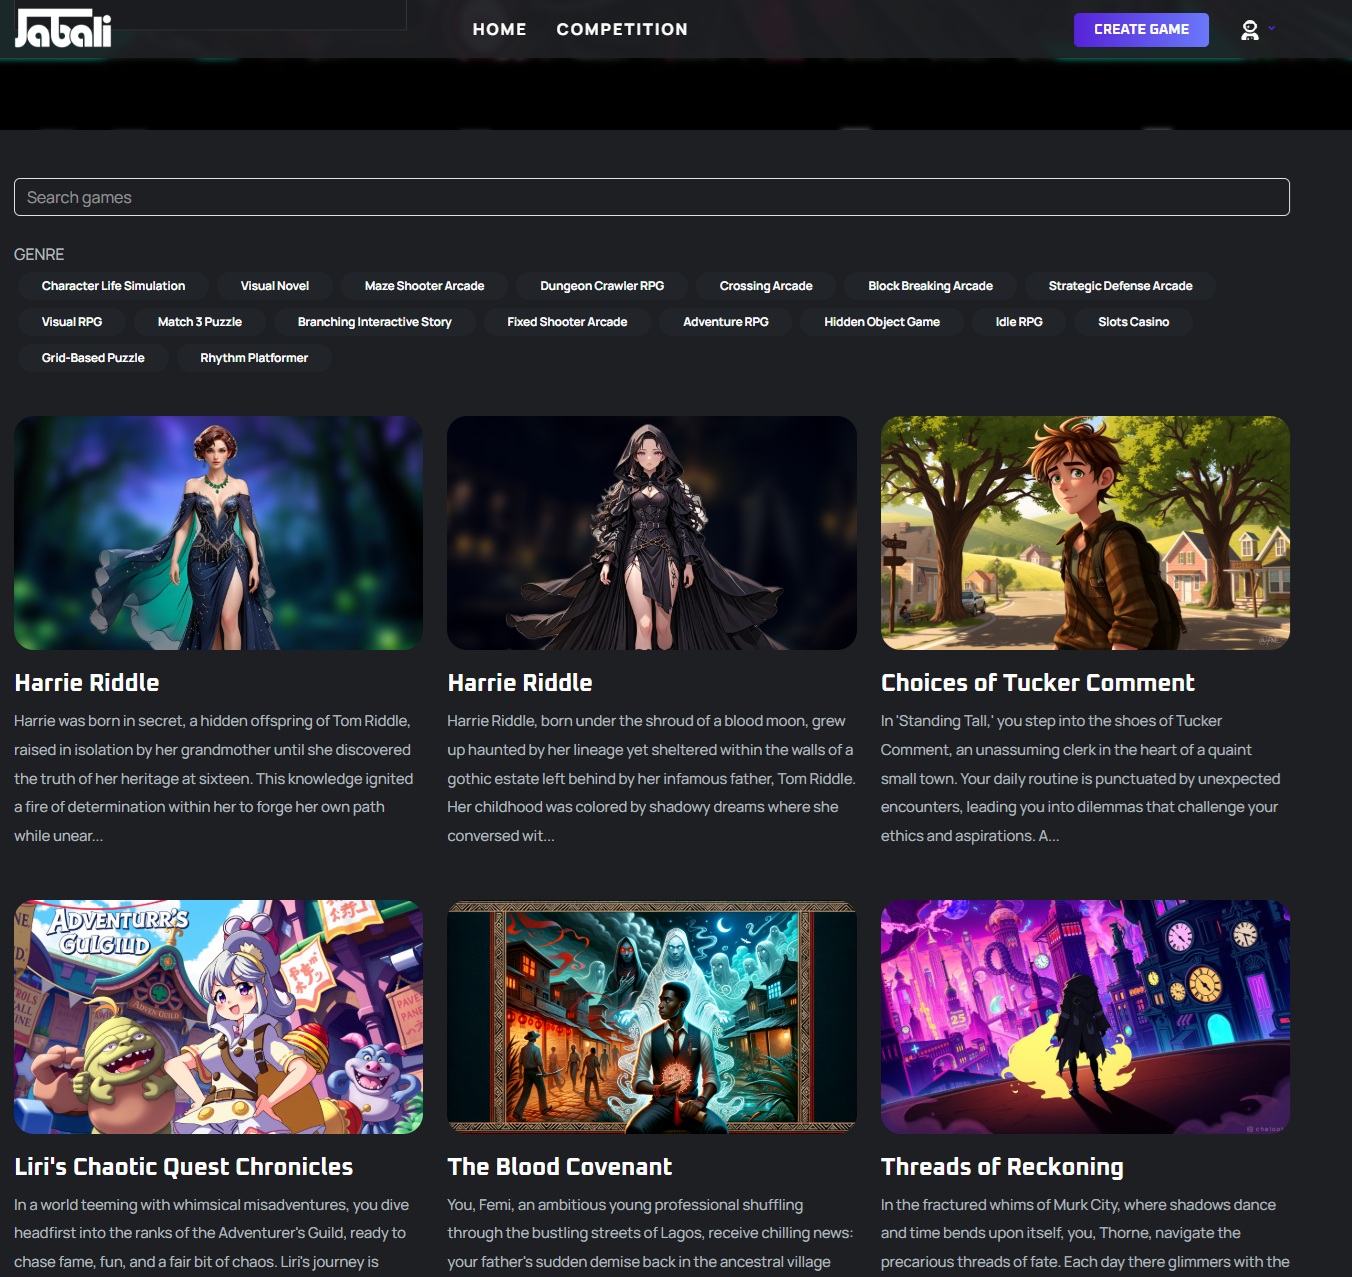 Jabali
HOME
COMPETITION
CREATE GAME
Search games
GENRE
Character Life Simulation
Visual Novel
Maze Shooter Arcade
Dungeon Crawler RPG
Crossing Arcade
Block Breaking Arcade
Strategic Defense Arcade
Visual RPG
Match 3 Puzzle
Branching Interactive Story
Fixed Shooter Arcade
Adventure RPG
Hidden Object Game
Idle RPG
Slots Casino
Grid-Based Puzzle
Rhythm Platformer
Harrie Riddle
Harrie was born in secret, a hidden offspring of Tom Riddle,
raised in isolation by her grandmother until she discovered
the truth of her heritage at sixteen. This knowledge ignited
a fire of determination within her to forge her own path
while unear...
Harrie Riddle
Harrie Riddle, born under the shroud of a blood moon, grew
up haunted by her lineage yet sheltered within the walls of a
gothic estate left behind by her infamous father, Tom Riddle.
Her childhood was colored by shadowy dreams where she
conversed wit...
Choices of Tucker Comment
In 'Standing Tall,' you step into the shoes of Tucker
Comment, an unassuming clerk in the heart of a quaint
small town. Your daily routine is punctuated by unexpected
encounters, leading you into dilemmas that challenge your
ethics and aspirations. A...
ADVENTURR'S
GULGIUD
ADVEN GUILD
25
Liri's Chaotic Quest Chronicles
In a world teeming with whimsical misadventures, you dive
headfirst into the ranks of the Adventurer's Guild, ready to
chase fame, fun, and a fair bit of chaos. Liri's journey is
The Blood Covenant
You, Femi, an ambitious young professional shuffling
through the bustling streets of Lagos, receive chilling news:
your father's sudden demise back in the ancestral village
Threads of Reckoning
In the fractured whims of Murk City, where shadows dance
and time bends upon itself, you, Thorne, navigate the
precarious threads of fate. Each day there glimmers with the